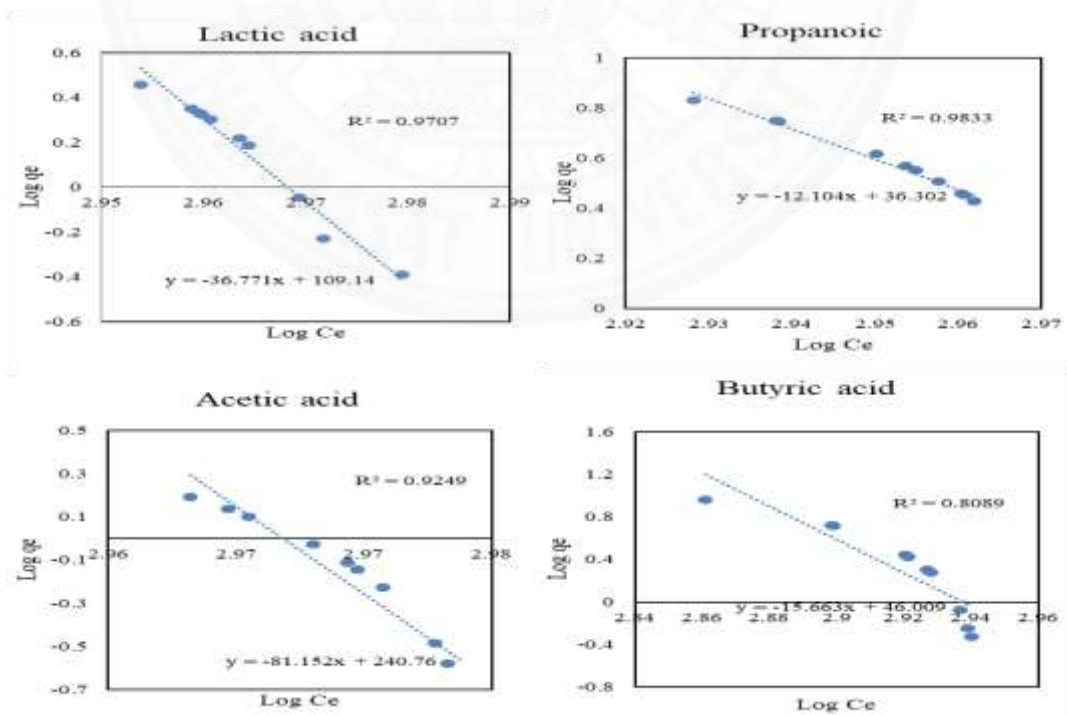 Lactic acid
0.6
0.4
0.2
0
-0.2
-0.4
-0.6
2.95
2.96
2.97
2.98
2.99
R² = 0.9707
y = -36.771x + 109.14
Log qe
Log Ce
Propanoic
1
0.8
0.6
0.4
0.2
0
2.92
2.93
2.94
2.95
2.96
2.97
R² = 0.9833
y = -12.104x + 36.302
Log qe
Log Ce
Acetic acid
0.5
0.3
0.1
-0.1
-0.3
-0.5
-0.7
2.96
2.97
2.97
2.98
R² = 0.9249
y = -81.152x + 240.76
Log qe
Log Ce
Butyric acid
1.6
1.2
0.8
0.4
0
-0.4
-0.8
2.84
2.86
2.88
2.9
2.92
2.94
2.96
R² = 0.8089
y = -15.663x + 46.009
Log qe
Log Ce